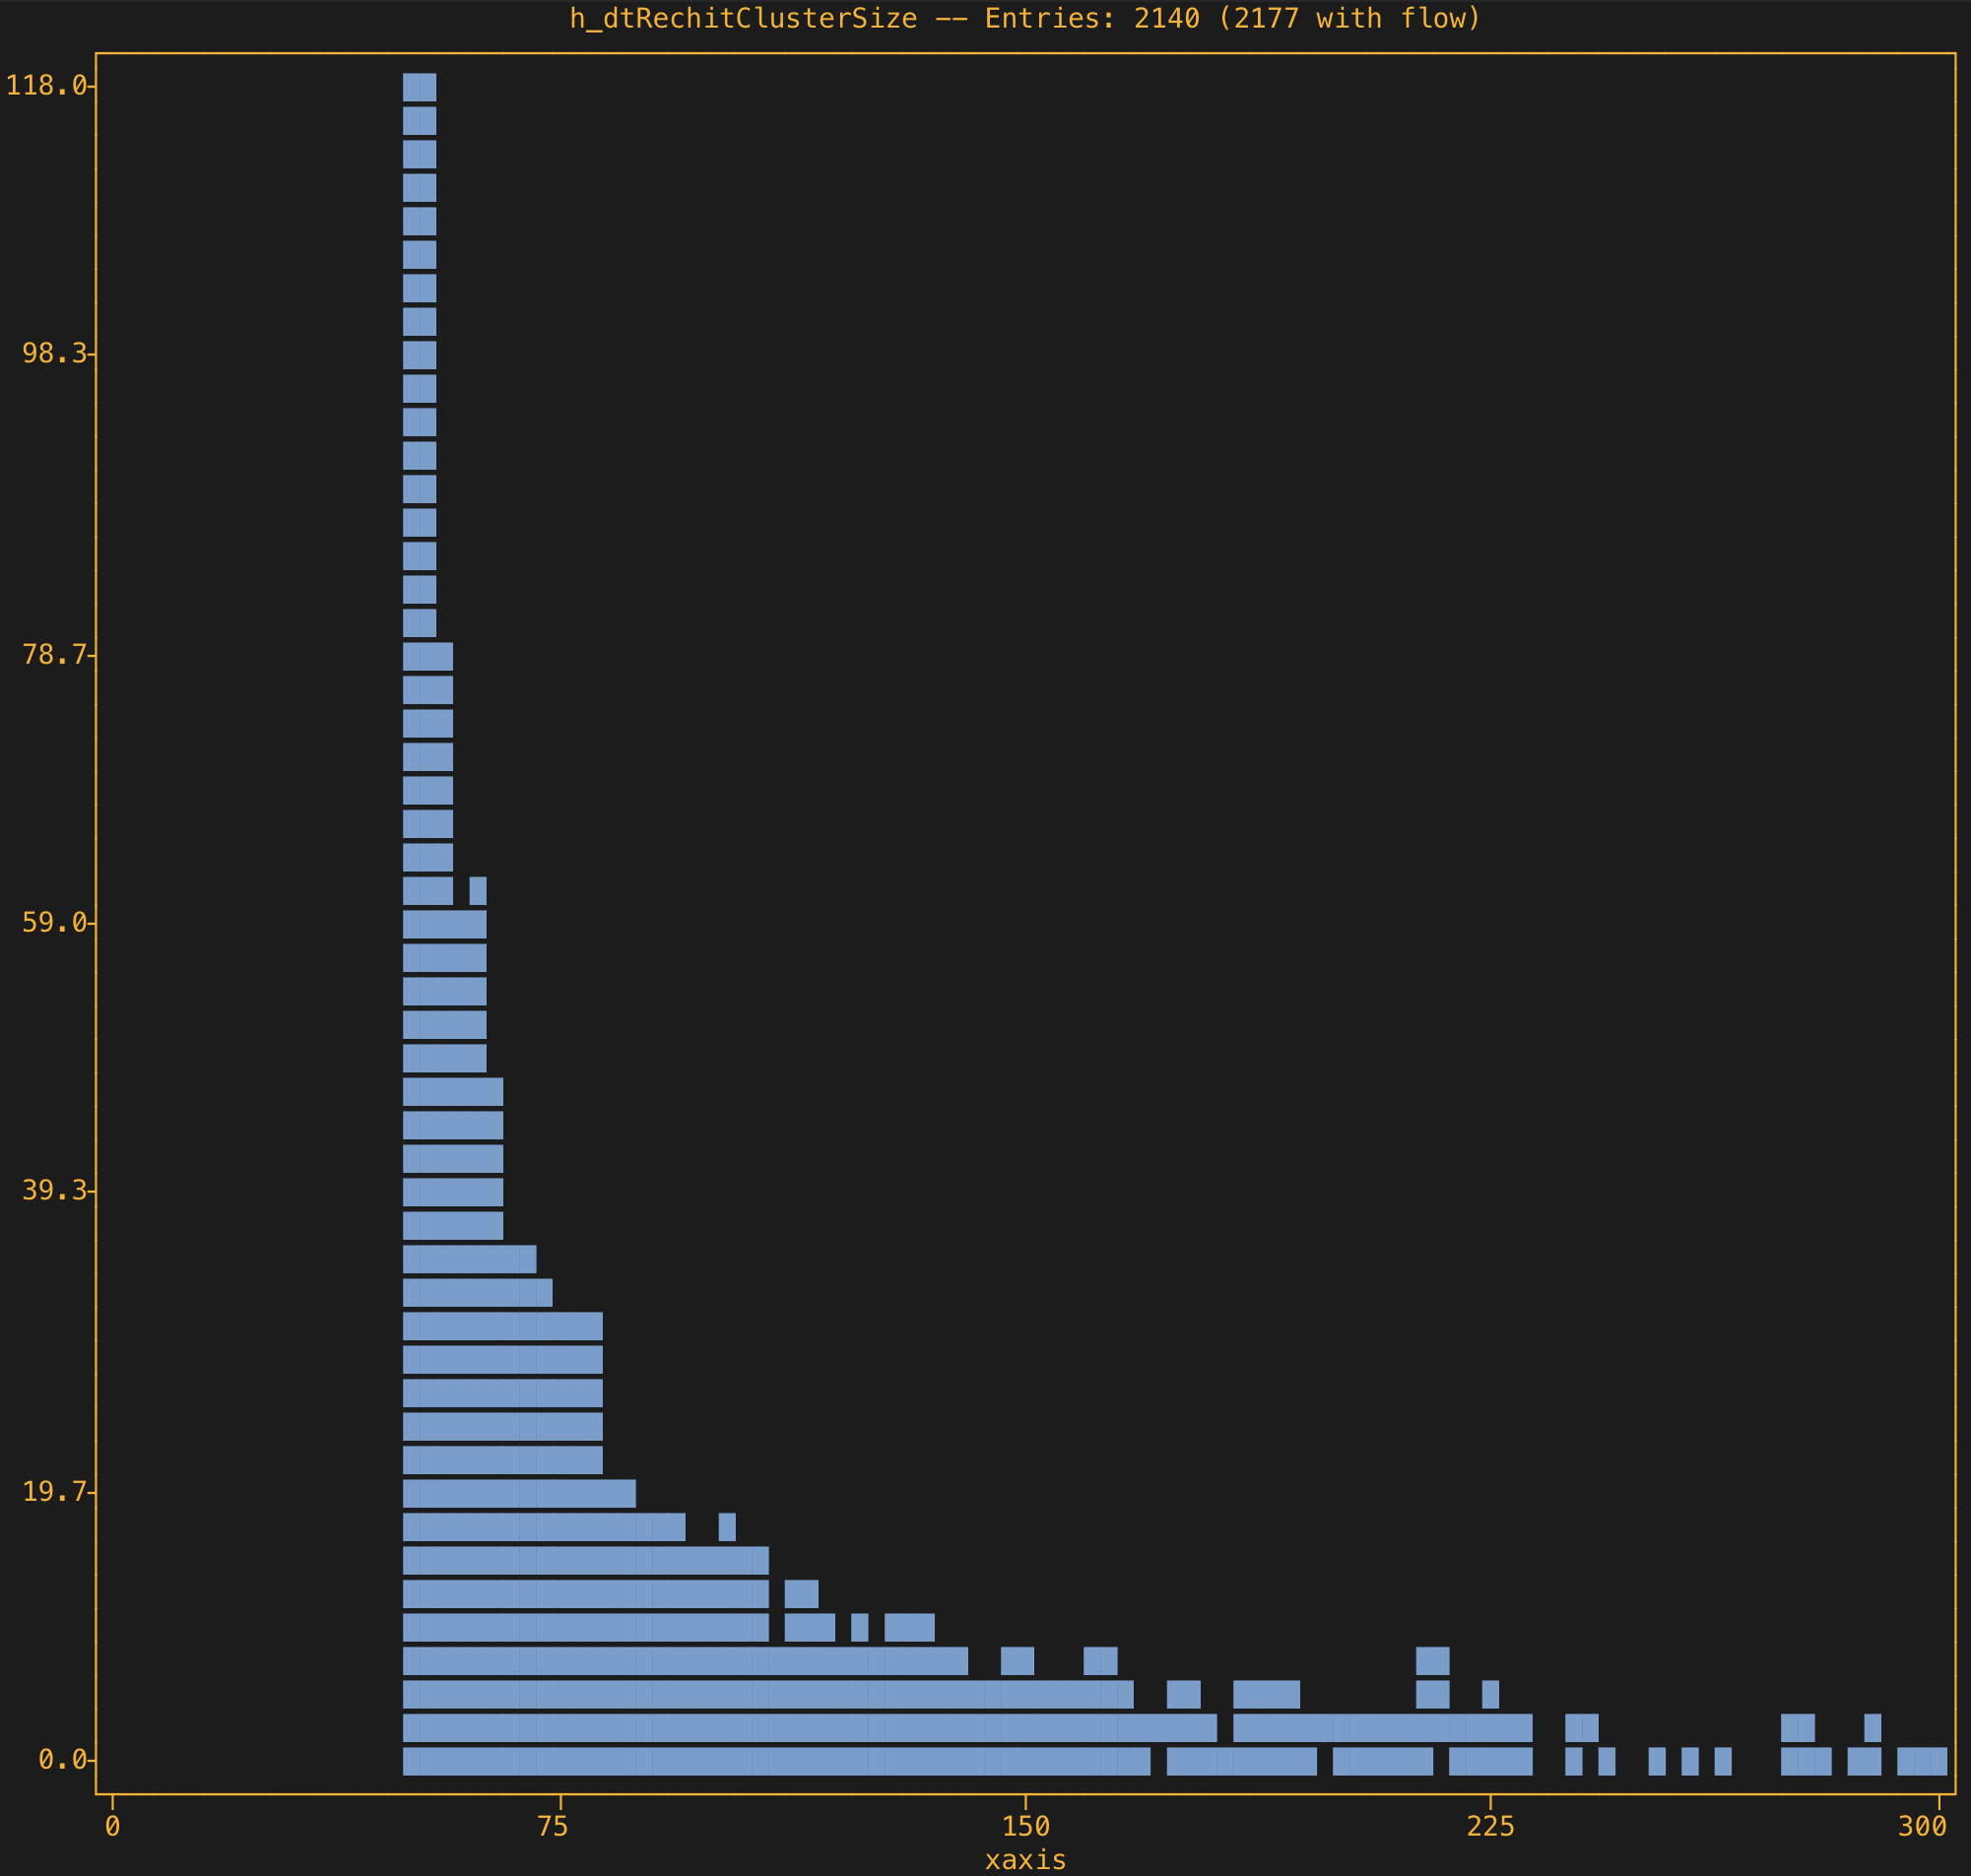 h_dtRechitClusterSize —— Entries: 2140 (2177 with flow)
118.0
98.3
78.7
59.0
39.3
19.7
0.0
0 75 150 225 300
xaxis